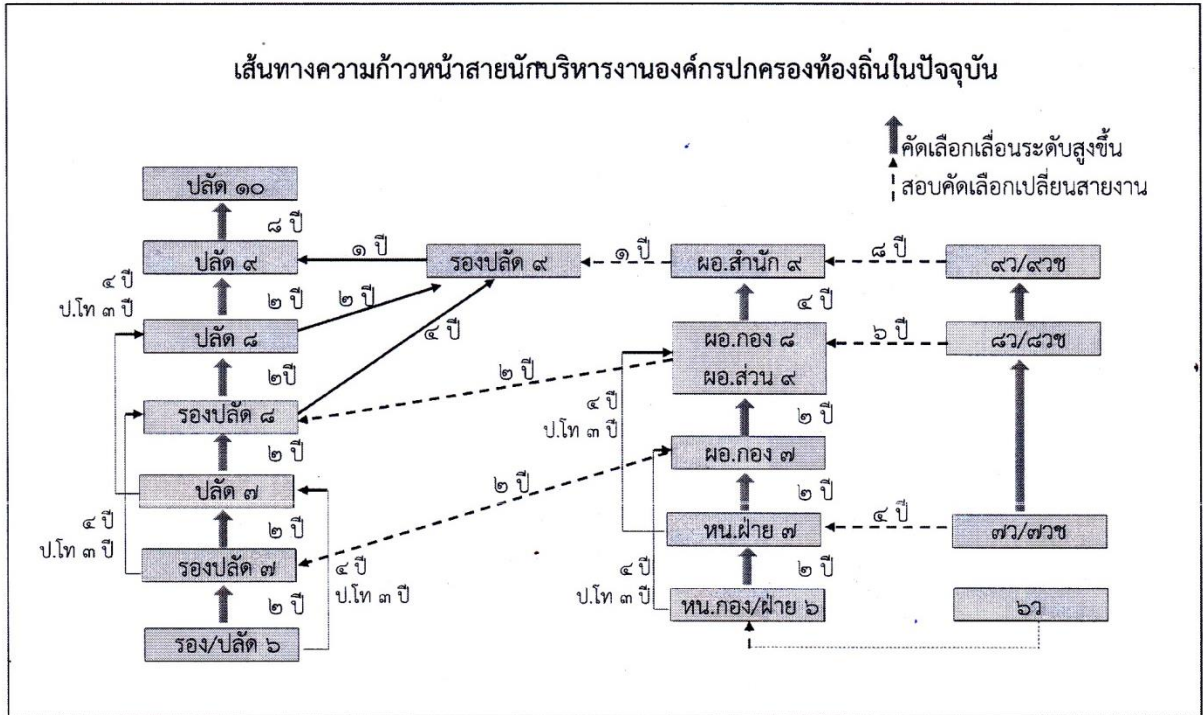 เส้นทางความก้าวหน้าสายนักบริหารงานองค์กรปกครองท้องถิ่นในปัจจุบัน
คัดเลือกเลื่อนระดับสูงขึ้น
สอบคัดเลือกเปลี่ยนสายงาน
ปลัด ๑๐
๘ ปี
ปลัด ๙
๑ ปี
รองปลัด ๙
๑ ปี
ผอ.สำนัก ๙
๘ ปี
๙ว/๙วช
๔ ปี
ป.โท ๓ ปี
๒ ปี
๒ ปี
๔ ปี
๔ ปี
ปลัด ๘
ผอ.กอง ๘
ผอ.ส่วน ๙
๖ ปี
๘ว/๘วช
๒ปี
๒ ปี
รองปลัด ๘
๔ ปี
ป.โท ๓ ปี
๒ ปี
๒ ปี
ผอ.กอง ๗
ปลัด ๗
๒ ปี
๒ ปี
๔ ปี
ป.โท ๓ ปี
๒ ปี
หน.ฝ่าย ๗
๔ ปี
๗ว/๗วช
รองปลัด ๗
๔ ปี
ป.โท ๓ ปี
๔ ปี
ป.โท ๓ ปี
๒ ปี
๒ ปี
รอง/ปลัด ๖
หน.กอง/ฝ่าย ๖
๖ว